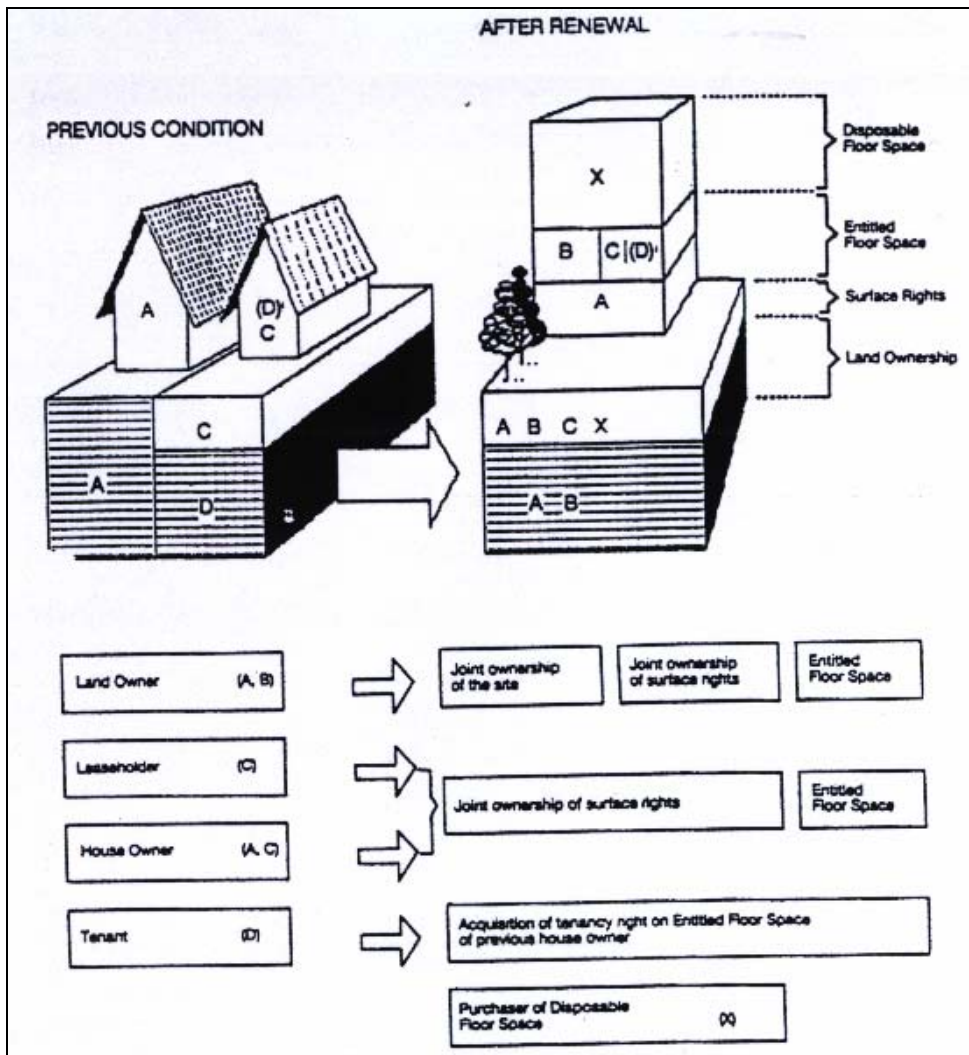 AFTER RENEWAL
PREVIOUS CONDITION
A
(D)'
C
C
A
D
B
X
B C (D)'
A
A B C X
A B
Disposable
Floor Space
Entitled
Floor Space
Surface Rights
Land Ownership
Land Owner (A, B)
Joint ownership
of the site
Joint ownership
of surface rights
Entitled
Floor Space
Leaseholder (C)
House Owner (A, C)
Joint ownership of surface rights
Entitled
Floor Space
Tenant (D)
Acquisition of tenancy right on Entitled Floor Space
of previous house owner
Purchaser of Disposable
Floor Space (X)